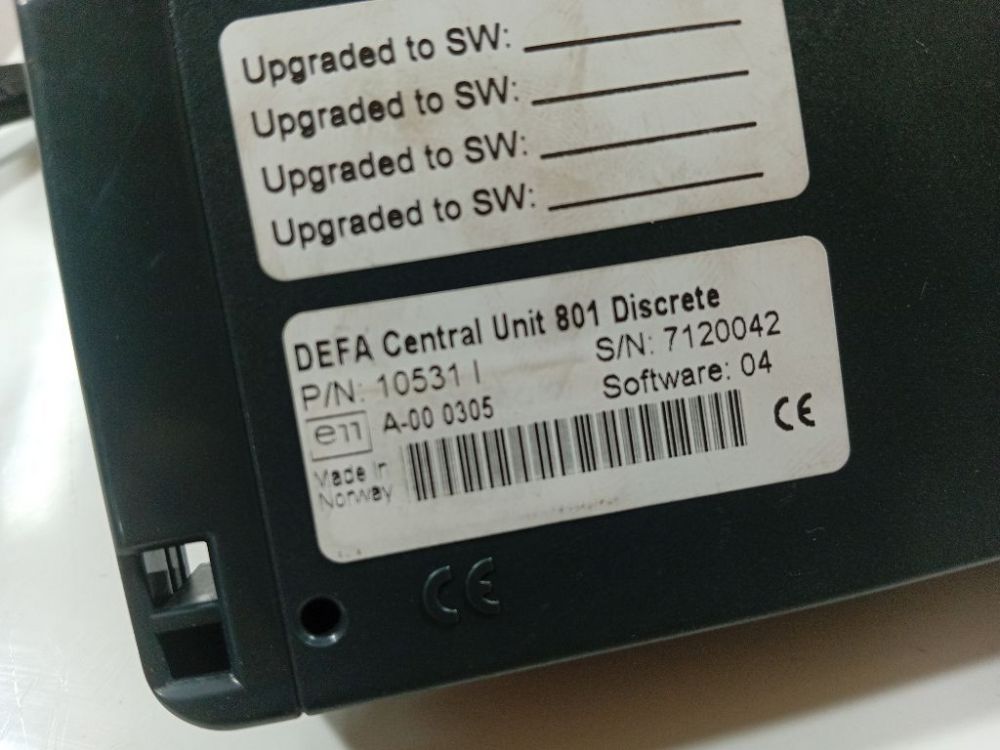 Upgraded to SW:
Upgraded to SW:
Upgraded to SW:
Upgraded to SW:
DEFA Central Unit 801 Discrete
P/N: 10531 I S/N: 7120042
e11 A-00 0305 Software: 04
CE
Made in
Norway
CE